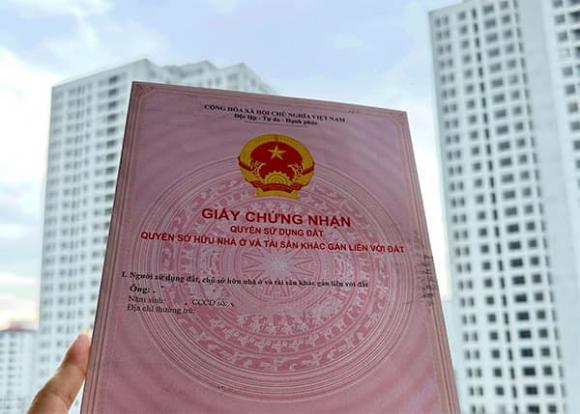 CỘNG HÒA XÃ HỘI CHỦ NGHĨA VIỆT NAM
Độc lập - Tự do - Hạnh phúc
GIẤY CHỨNG NHẬN
QUYỀN SỬ DỤNG ĐẤT
QUYỀN SỞ HỮU NHÀ Ở VÀ TÀI SẢN KHÁC GẮN LIỀN VỚI ĐẤT
I. Người sử dụng đất, chủ sở hữu nhà ở và tài sản khác gắn liền với đất
Ông:
Năm sinh: , CCCD số:
Địa chỉ thường trú: